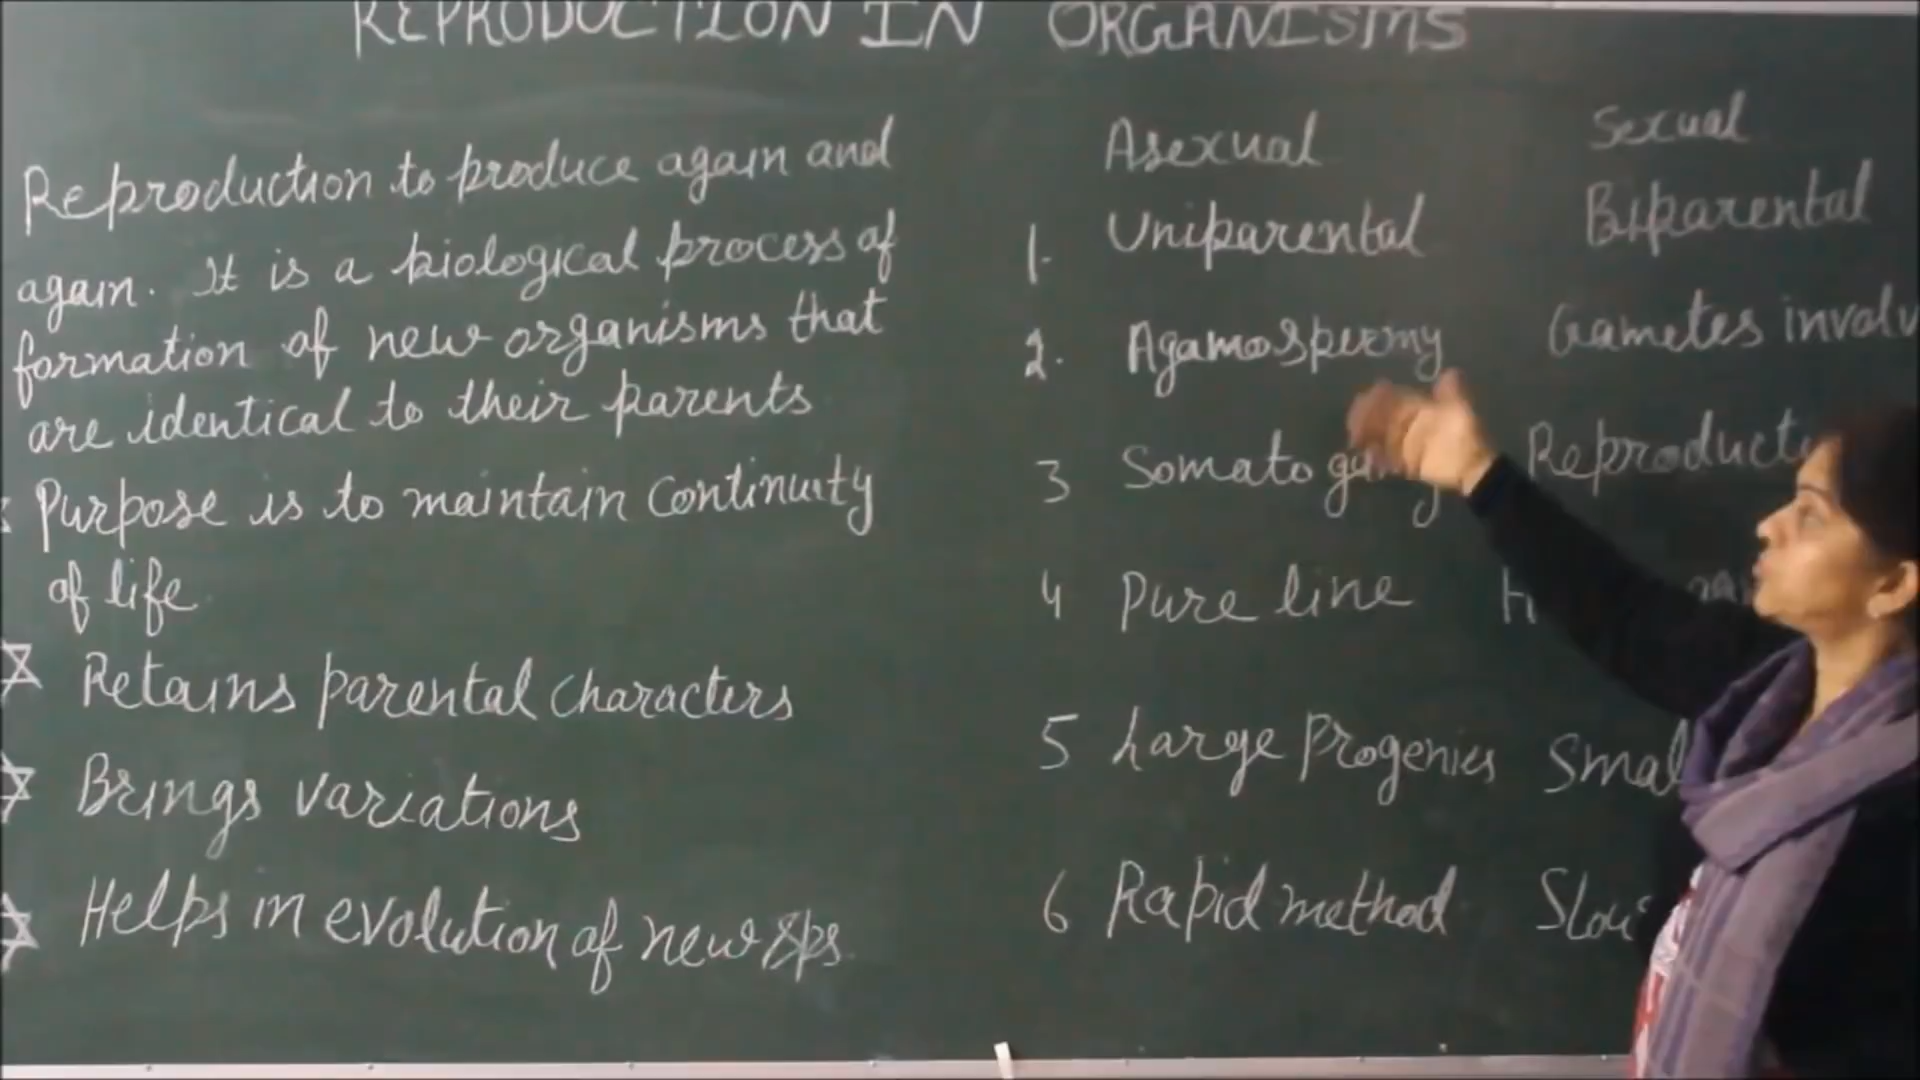 REPRODUCTION IN ORGANISMS
Reproduction to produce again and
again. It is a biological process of
formation of new organisms that
are identical to their parents
Purpose is to maintain continuity
of life
Retains parental characters
Brings variations
Helps in evolution of new sps.
Asexual Sexual
1. Uniparental Biparental
2. Agamospermy Gametes involv
3 Somato
4 Pure line H
5 Large Progenies Smal
6 Rapid method